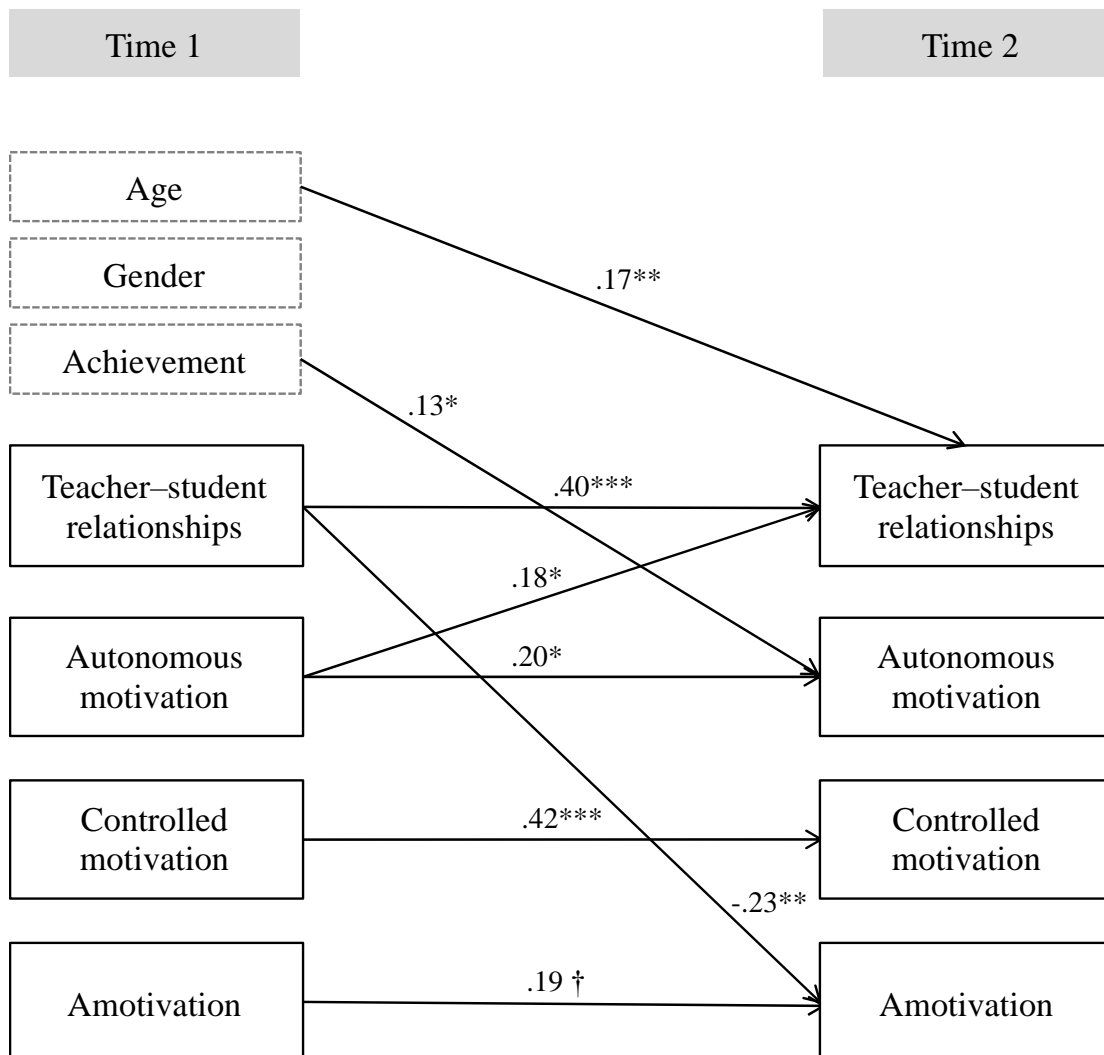 Time 1
Time 2
Age
Gender
.17**
Achievement
.13*
Teacher–student
relationships
.40***
Teacher–student
relationships
.18*
Autonomous
motivation
.20*
Autonomous
motivation
Controlled
motivation
.42***
Controlled
motivation
-.23**
Amotivation
.19 †
Amotivation